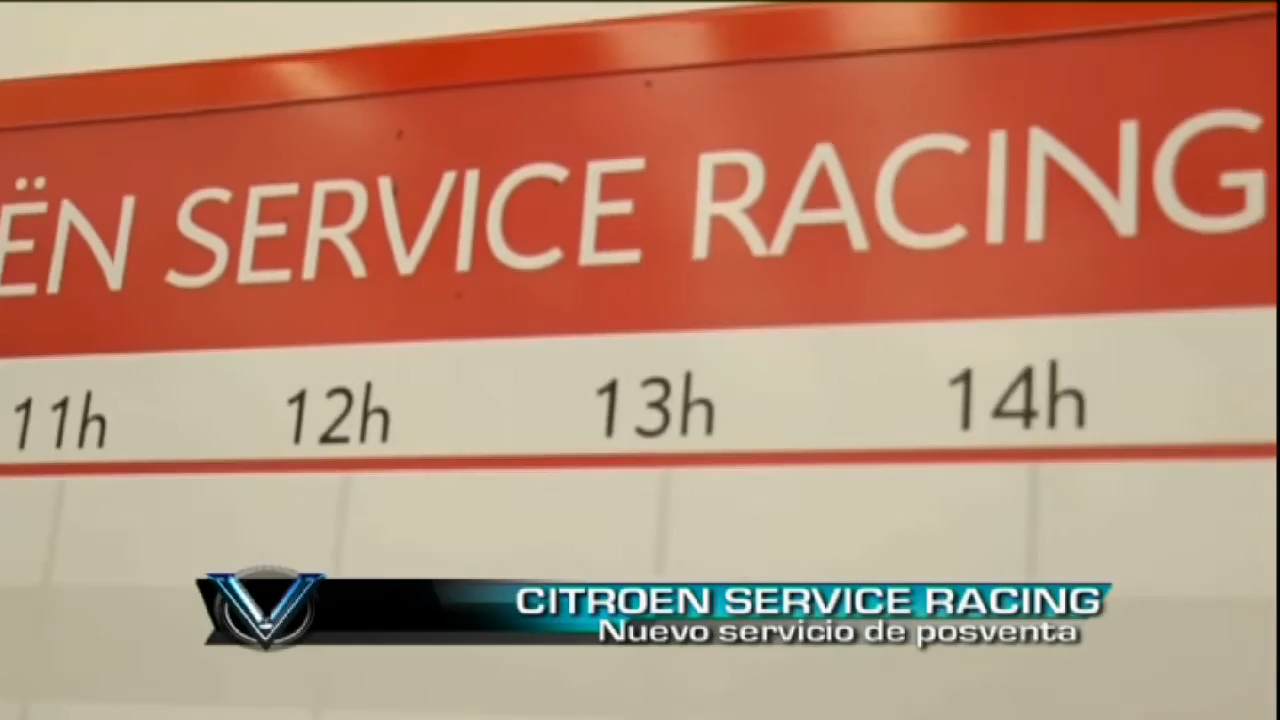 ËN SERVICE RACING
11h 12h 13h 14h
CITROEN SERVICE RACING
Nuevo servicio de posventa